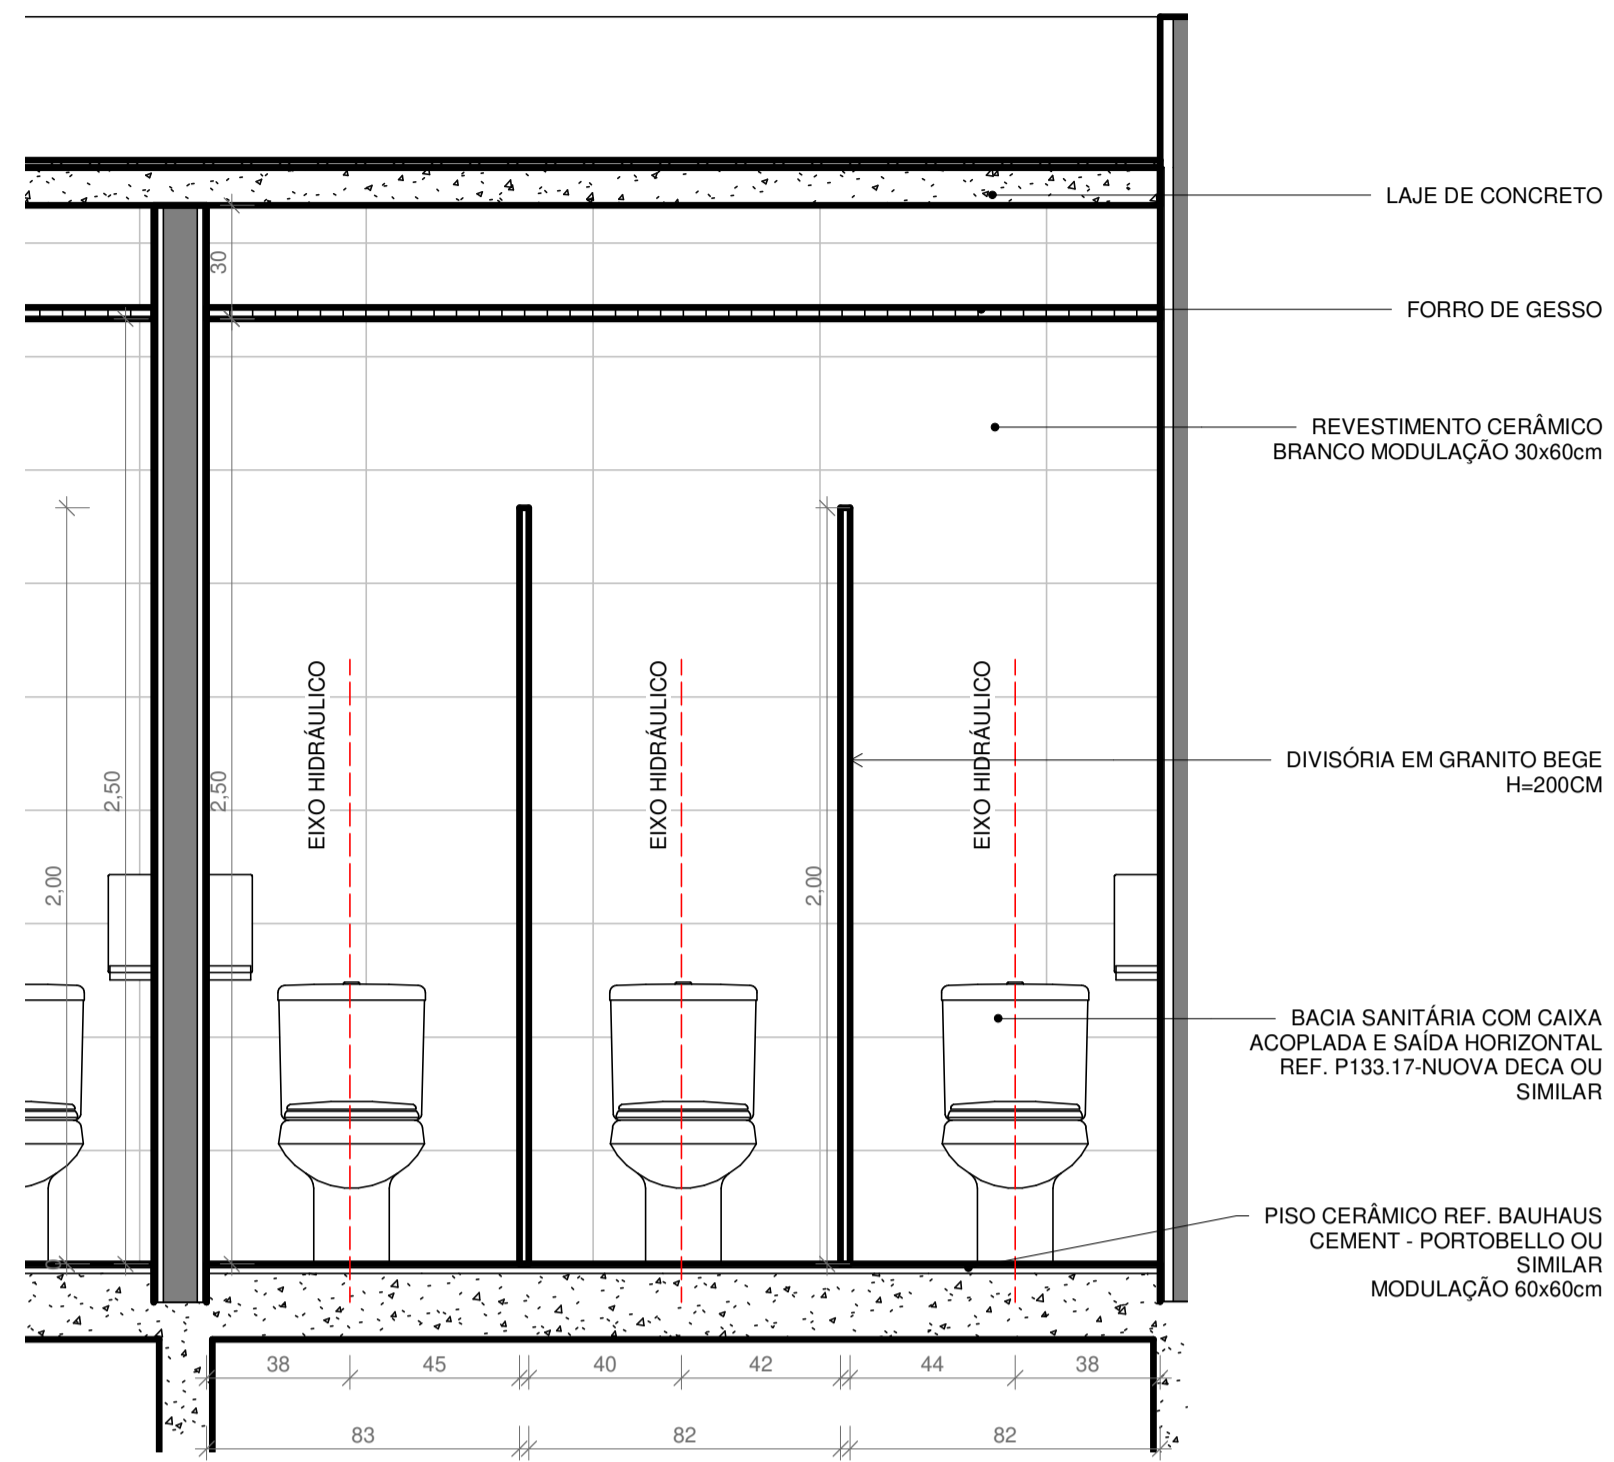 LAJE DE CONCRETO
30
FORRO DE GESSO
REVESTIMENTO CERÂMICO
BRANCO MODULAÇÃO 30x60cm
EIXO HIDRÁULICO
EIXO HIDRÁULICO
EIXO HIDRÁULICO
DIVISÓRIA EM GRANITO BEGE
H=200CM
2,50
2,50
2,00
2,00
BACIA SANITÁRIA COM CAIXA
ACOPLADA E SAÍDA HORIZONTAL
REF. P133.17-NUOVA DECA OU
SIMILAR
PISO CERÂMICO REF. BAUHAUS
CEMENT - PORTOBELLO OU
SIMILAR
MODULAÇÃO 60x60cm
0
38 45 40 42 44 38
83 82 82